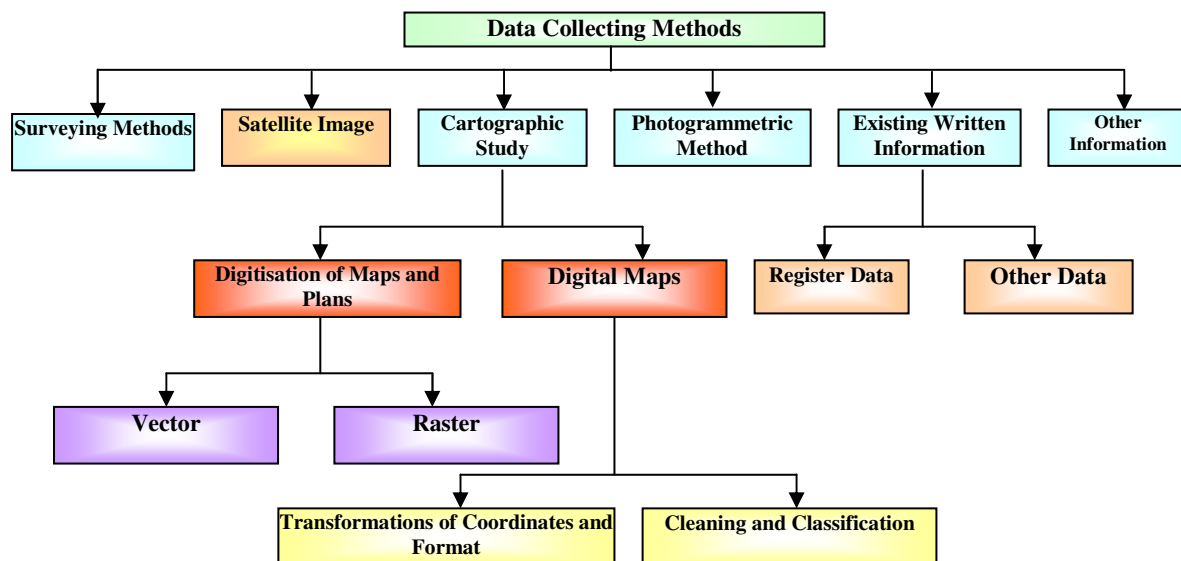 Data Collecting Methods
Surveying Methods
Satellite Image
Cartographic
Study
Photogrammetric
Method
Existing Written
Information
Other
Information
Digitisation of Maps and
Plans
Digital Maps
Register Data
Other Data
Vector
Raster
Transformations of Coordinates and
Format
Cleaning and Classification